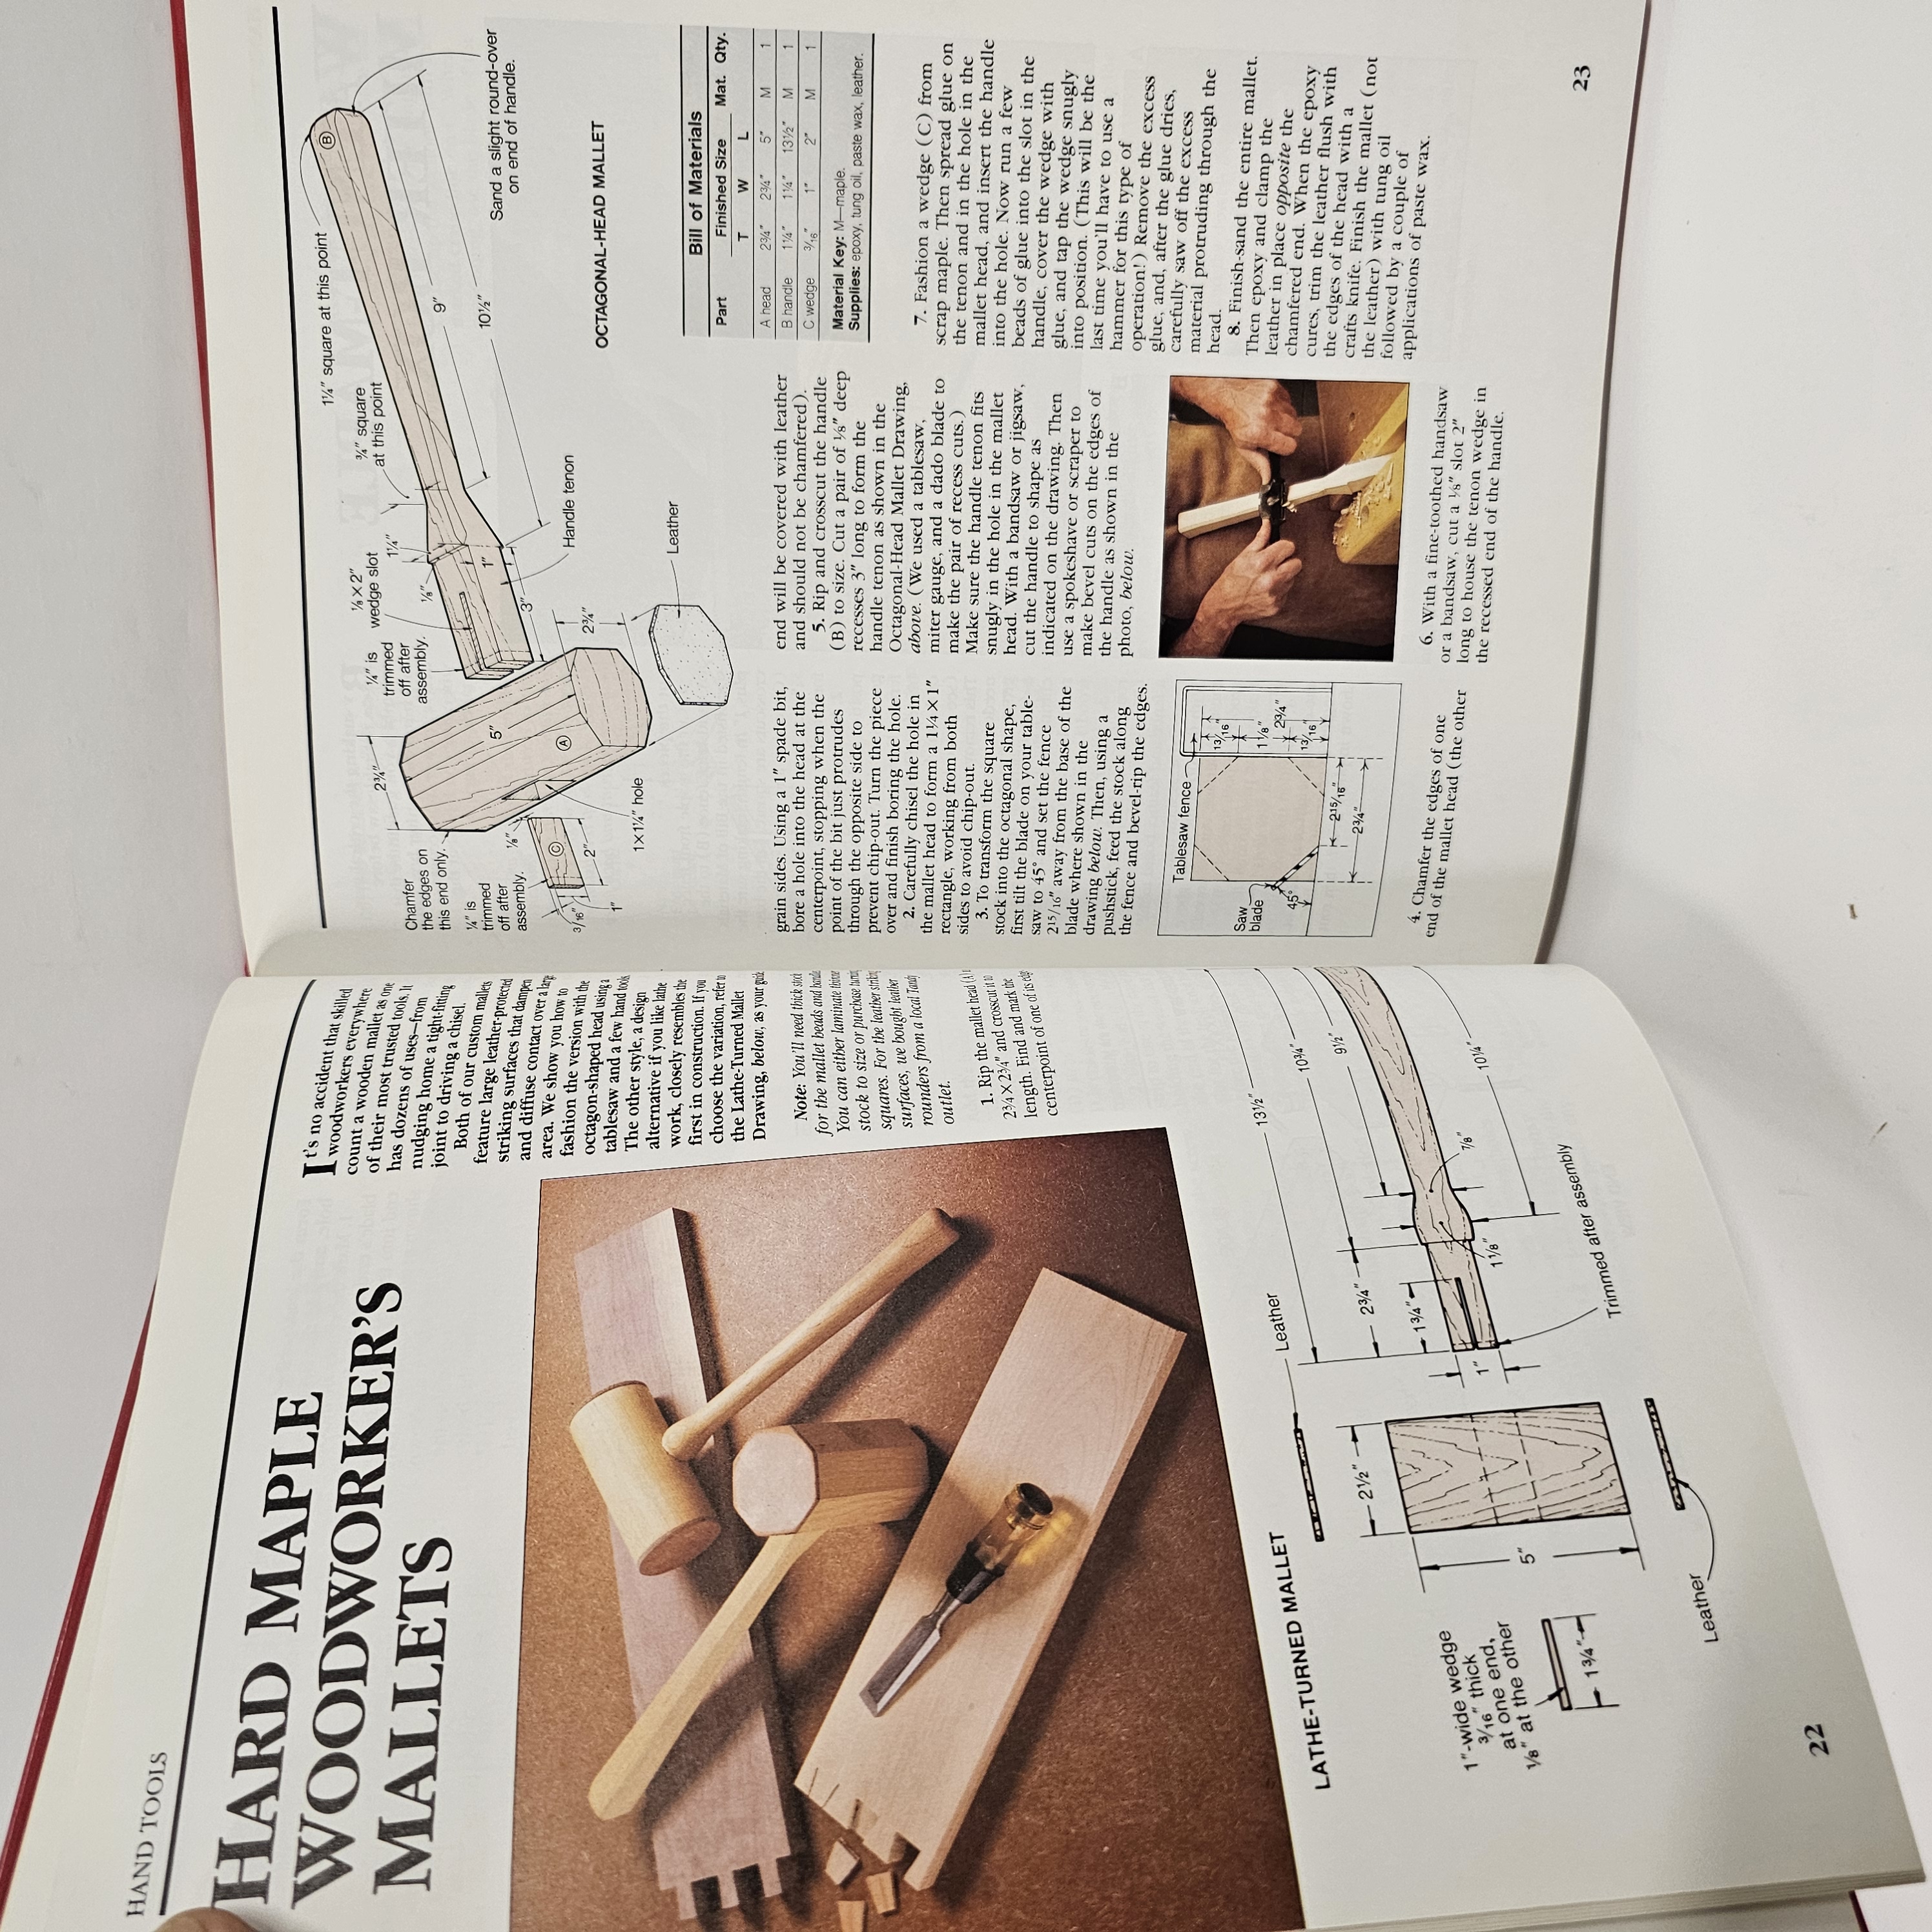 HAND TOOLS
HARD MAPLE
WOODWORKER'S
MALLETS
It's no accident that skilled
woodworkers everywhere
count a wooden mallet as one
of their most trusted tools. It
has dozens of uses—from
nudging home a tight-fitting
joint to driving a chisel.
Both of our custom mallets
feature large leather-protected
striking surfaces that dampen
and diffuse contact over a large
area. We show you how to
fashion the version with the
octagon-shaped head using a
tablesaw and a few hand tools.
The other style, a design
alternative if you like lathe
work, closely resembles the
first in construction. If you
choose the variation, refer to
the Lathe-Turned Mallet
Drawing, below, as your guide.
Note: You'll need thick stock
for the mallet heads and handles.
You can either laminate thinner
stock to size or purchase turning
squares. For the leather striking
surfaces, we bought leather
rounders from a local Tandy
outlet.
1. Rip the mallet head (A)
2¾ × 2¾" and crosscut it to
length. Find and mark the
centerpoint of one of its edge
LATHE-TURNED MALLET
Leather
13½"
10¾"
9½"
2½"
2¾"
1¾"
1"
1⅛"
⅞"
10¼"
5"
1"-wide wedge
3/16" thick
at one end,
⅛" at the other
1¾"
Trimmed after assembly
Leather
22
1¼" square at this point
B
⅛ × 2"
wedge slot
¾" square
at this point
¼" is
trimmed
off after
assembly.
2¾"
1¼"
⅛"
Chamfer
the edges on
this end only.
9"
10½"
5"
1"
3"
Sand a slight round-over
on end of handle.
¼" is
trimmed
off after
assembly.
⅛"
C
A
3/16"
2"
1"
2¾"
Handle tenon
1 × 1¼" hole
Leather
OCTAGONAL-HEAD MALLET
Bill of Materials
Part Finished Size Mat. Qty.
T W L
A head 2¾" 2¾" 5" M 1
B handle 1¼" 1¼" 13½" M 1
C wedge 3/16" 1" 2" M 1
Material Key: M—maple.
Supplies: epoxy, tung oil, paste wax, leather.
grain sides. Using a 1" spade bit,
bore a hole into the head at the
centerpoint, stopping when the
point of the bit just protrudes
through the opposite side to
prevent chip-out. Turn the piece
over and finish boring the hole.
2. Carefully chisel the hole in
the mallet head to form a 1¼ × 1"
rectangle, working from both
sides to avoid chip-out.
3. To transform the square
stock into the octagonal shape,
first tilt the blade on your table-
saw to 45° and set the fence
2 15/16" away from the base of the
blade where shown in the
drawing below. Then, using a
pushstick, feed the stock along
the fence and bevel-rip the edges.
Tablesaw fence
Saw
blade
45°
13/16"
1⅛"
2¾"
13/16"
2 15/16"
2¾"
4. Chamfer the edges of one
end of the mallet head (the other
end will be covered with leather
and should not be chamfered).
5. Rip and crosscut the handle
(B) to size. Cut a pair of ⅛" deep
recesses 3" long to form the
handle tenon as shown in the
Octagonal-Head Mallet Drawing,
above. (We used a tablesaw,
miter gauge, and a dado blade to
make the pair of recess cuts.)
Make sure the handle tenon fits
snugly in the hole in the mallet
head. With a bandsaw or jigsaw,
cut the handle to shape as
indicated on the drawing. Then
use a spokeshave or scraper to
make bevel cuts on the edges of
the handle as shown in the
photo, below.
6. With a fine-toothed handsaw
or a bandsaw, cut a ⅛" slot 2"
long to house the tenon wedge in
the recessed end of the handle.
7. Fashion a wedge (C) from
scrap maple. Then spread glue on
the tenon and in the hole in the
mallet head, and insert the handle
into the hole. Now run a few
beads of glue into the slot in the
handle, cover the wedge with
glue, and tap the wedge snugly
into position. (This will be the
last time you'll have to use a
hammer for this type of
operation!) Remove the excess
glue, and, after the glue dries,
carefully saw off the excess
material protruding through the
head.
8. Finish-sand the entire mallet.
Then epoxy and clamp the
leather in place opposite the
chamfered end. When the epoxy
cures, trim the leather flush with
the edges of the head with a
crafts knife. Finish the mallet (not
the leather) with tung oil
followed by a couple of
applications of paste wax.
23